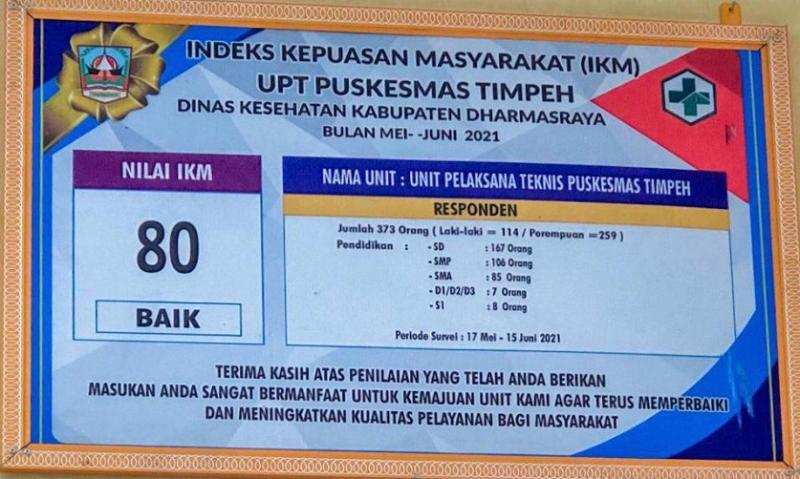 INDEKS KEPUASAN MASYARAKAT (IKM)
UPT PUSKESMAS TIMPEH
DINAS KESEHATAN KABUPATEN DHARMASRAYA
BULAN MEI- -JUNI 2021
NILAI IKM
80
BAIK
NAMA UNIT : UNIT PELAKSANA TEKNIS PUSKESMAS TIMPEH
RESPONDEN
Jumlah 373 Orang ( Laki-laki = 114 / Perempuan =259 )
Pendidikan : - SD : 167 Orang
- SMP : 106 Orang
- SMA : 85 Orang
- D1/D2/D3 : 7 Orang
- S1 : 8 Orang
Periode Survei : 17 Mei - 15 Juni 2021
TERIMA KASIH ATAS PENILAIAN YANG TELAH ANDA BERIKAN
MASUKAN ANDA SANGAT BERMANFAAT UNTUK KEMAJUAN UNIT KAMI AGAR TERUS MEMPERBAIKI
DAN MENINGKATKAN KUALITAS PELAYANAN BAGI MASYARAKAT